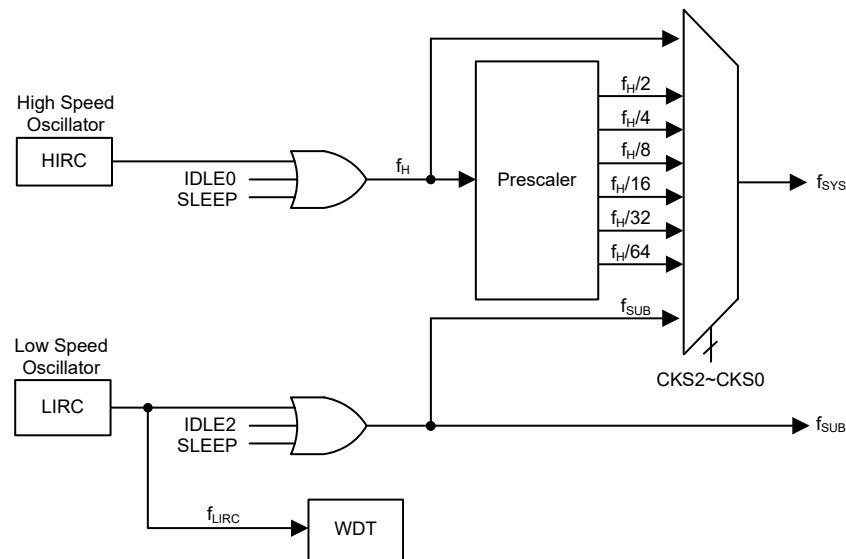 High Speed
Oscillator
HIRC
IDLE0
SLEEP
fH
Prescaler
fH/2
fH/4
fH/8
fH/16
fH/32
fH/64
fSUB
fSYS
CKS2~CKS0
Low Speed
Oscillator
LIRC
IDLE2
SLEEP
fSUB
fLIRC
WDT